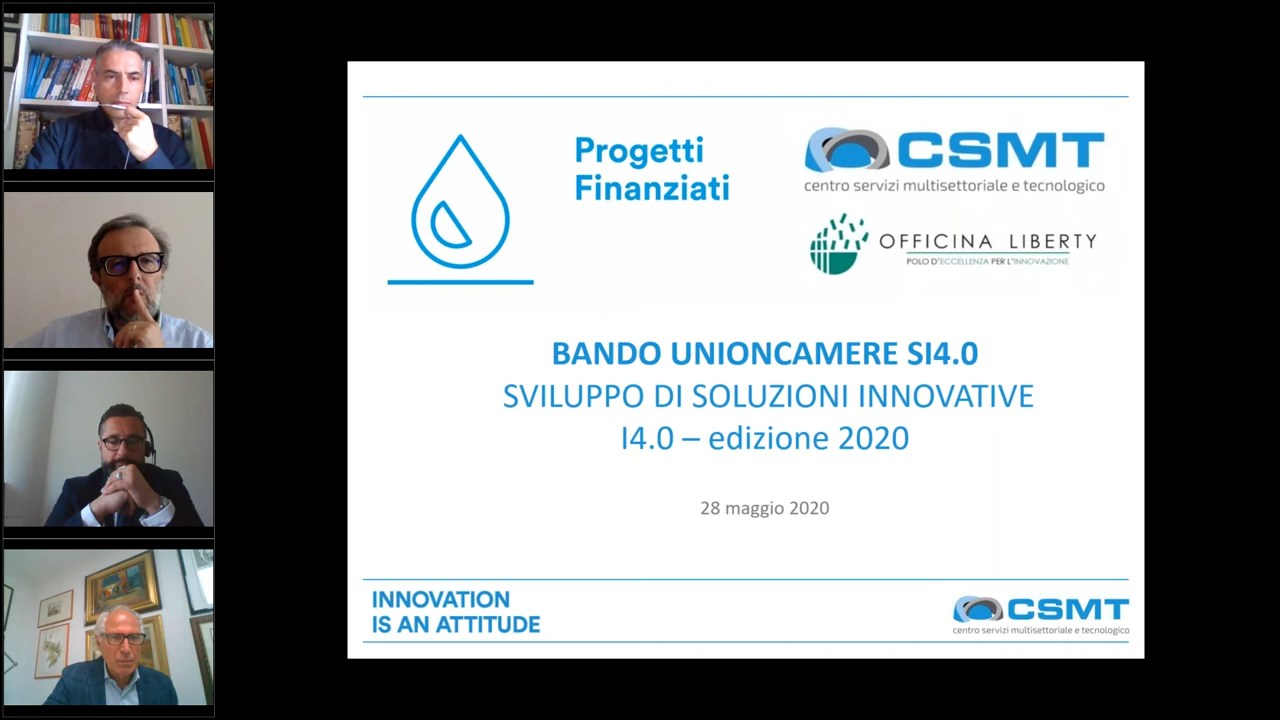 Progetti
Finanziati
CSMT
centro servizi multisettoriale e tecnologico
OFFICINA LIBERTY
POLO D'ECCELLENZA PER L'INNOVAZIONE
BANDO UNIONCAMERE SI4.0
SVILUPPO DI SOLUZIONI INNOVATIVE
I4.0 – edizione 2020
28 maggio 2020
INNOVATION
IS AN ATTITUDE
CSMT
centro servizi multisettoriale e tecnologico